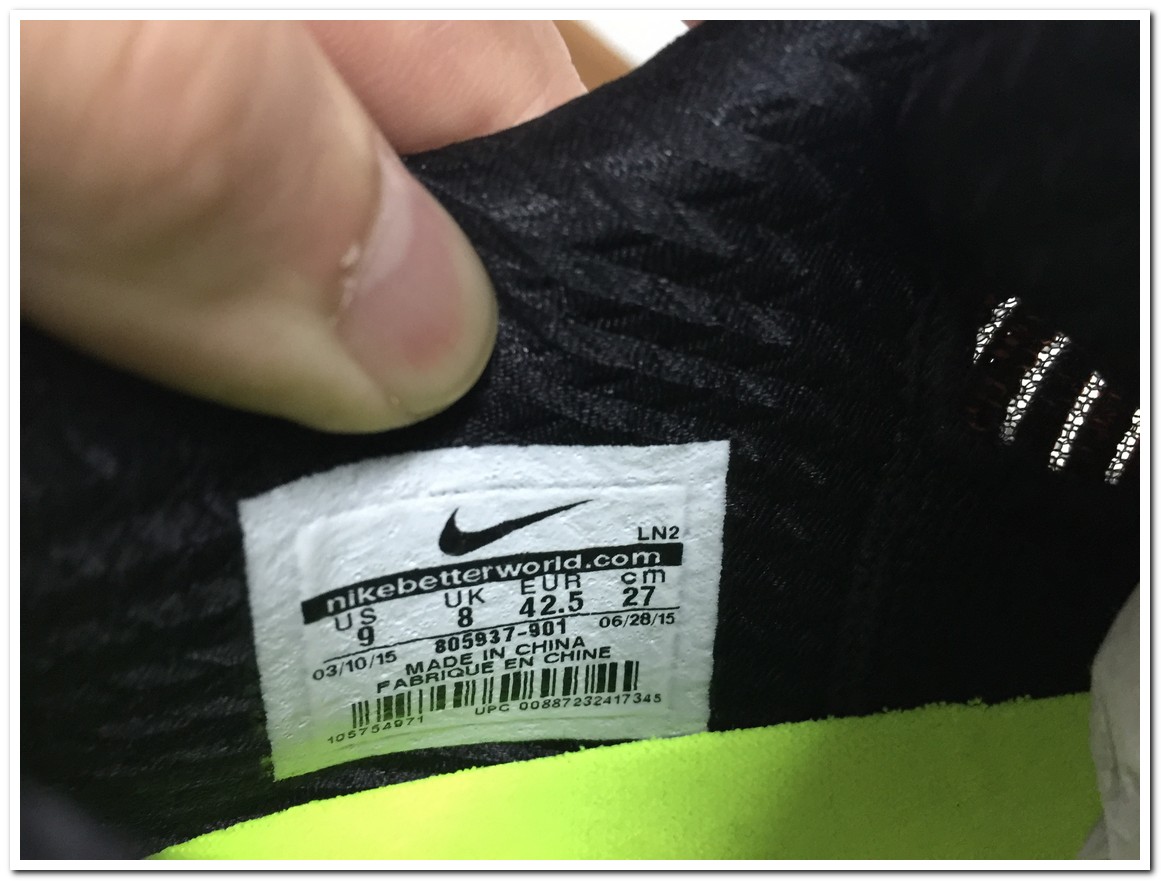 LN2
nikebetterworld.com
US UK EUR cm
9 8 42.5 27
03/10/15 805937-901 06/28/15
MADE IN CHINA
FABRIQUE EN CHINE
105754971 UPC 00887232417345